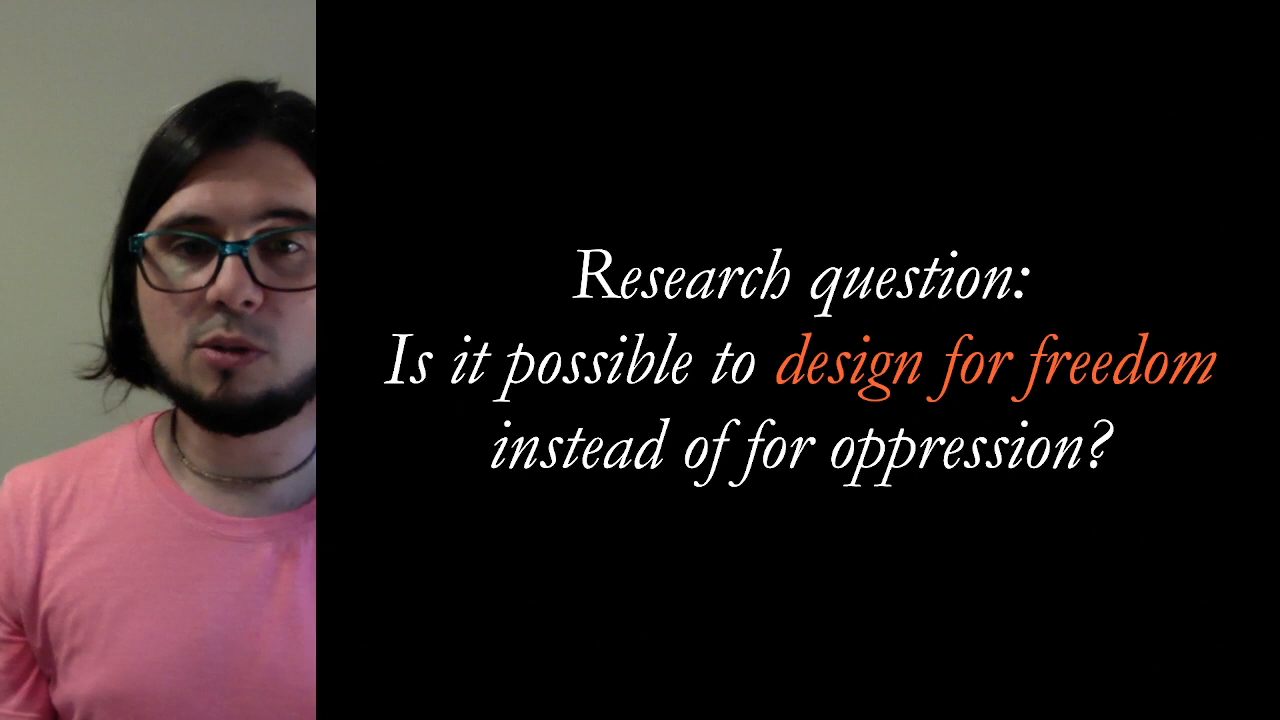 Research question:
Is it possible to design for freedom
instead of for oppression?